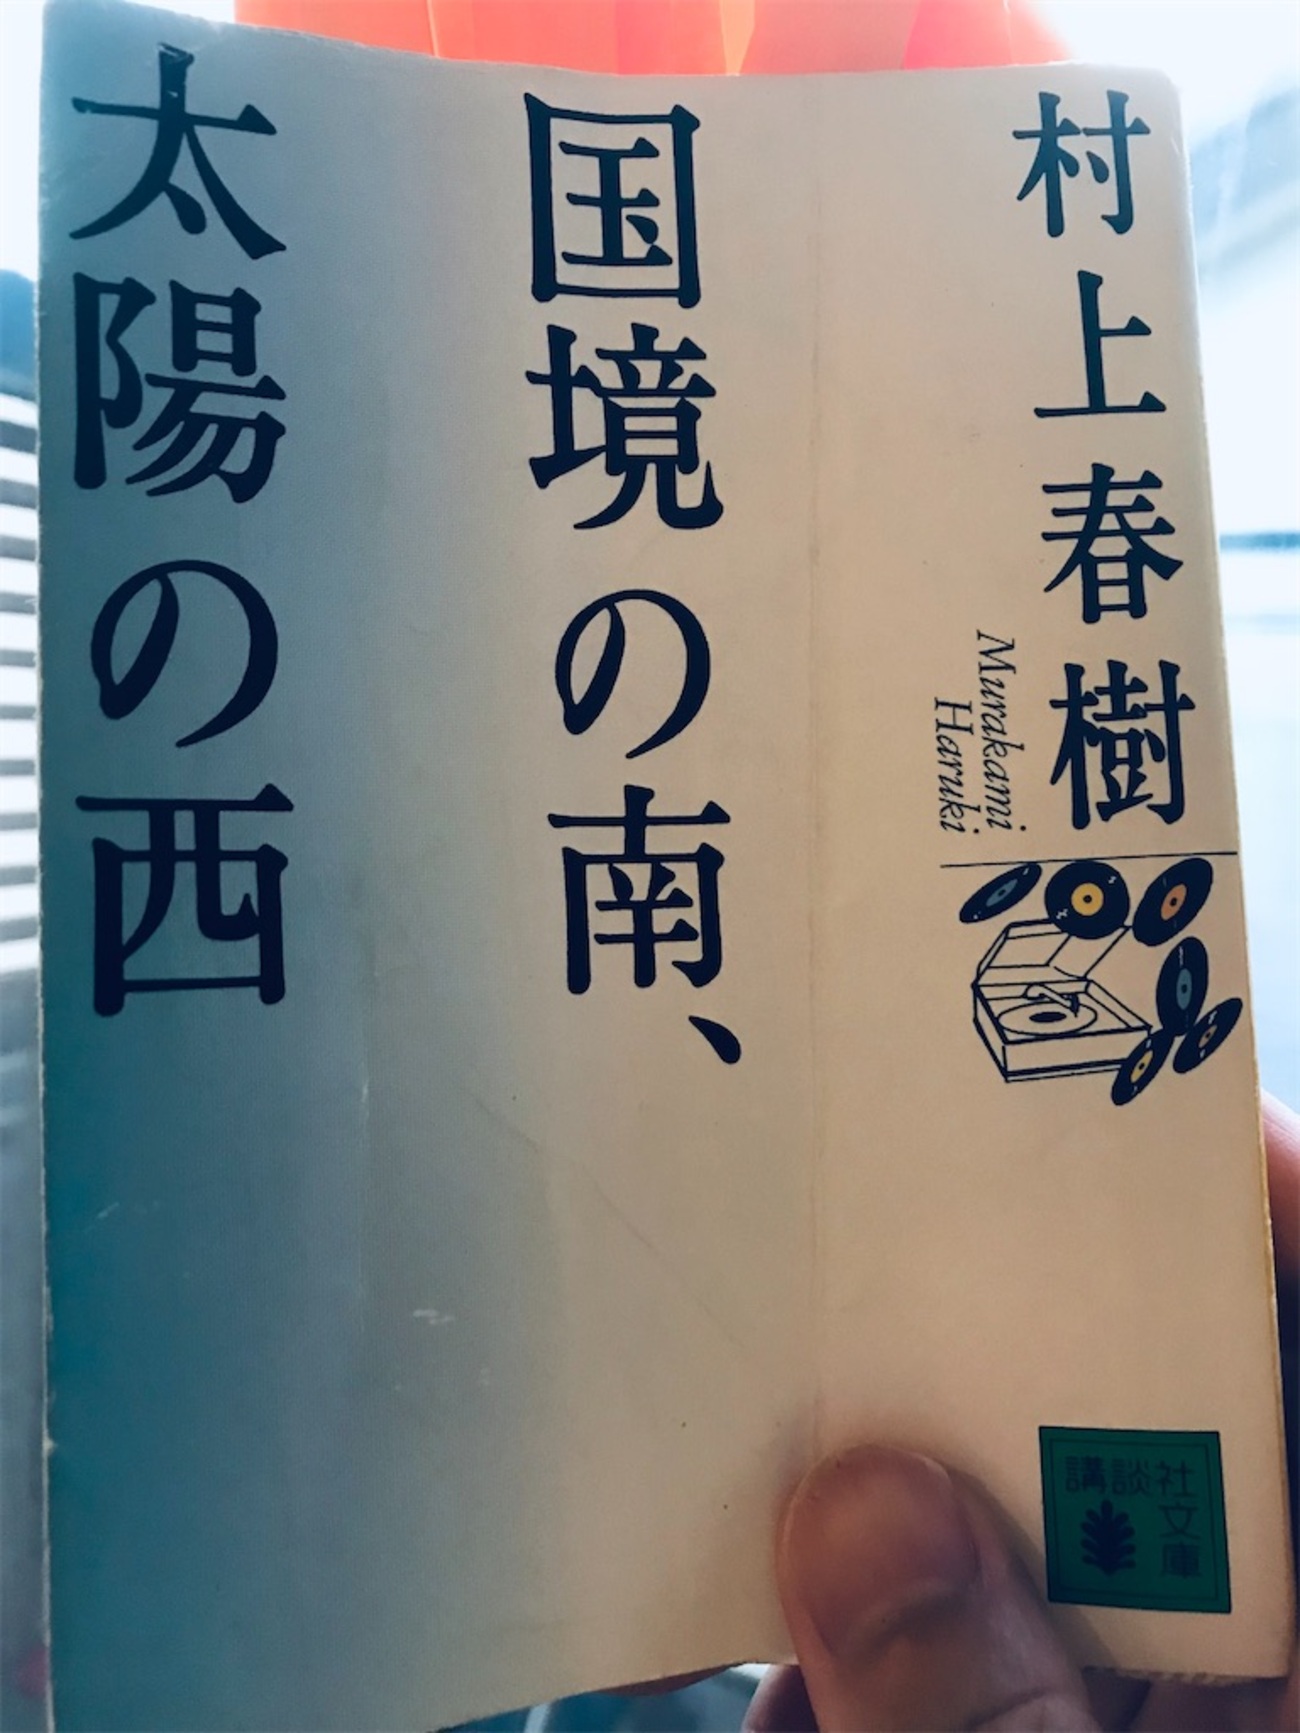 村上春樹
Murakami
Haruki
国境の南、
太陽の西
講談社
文庫